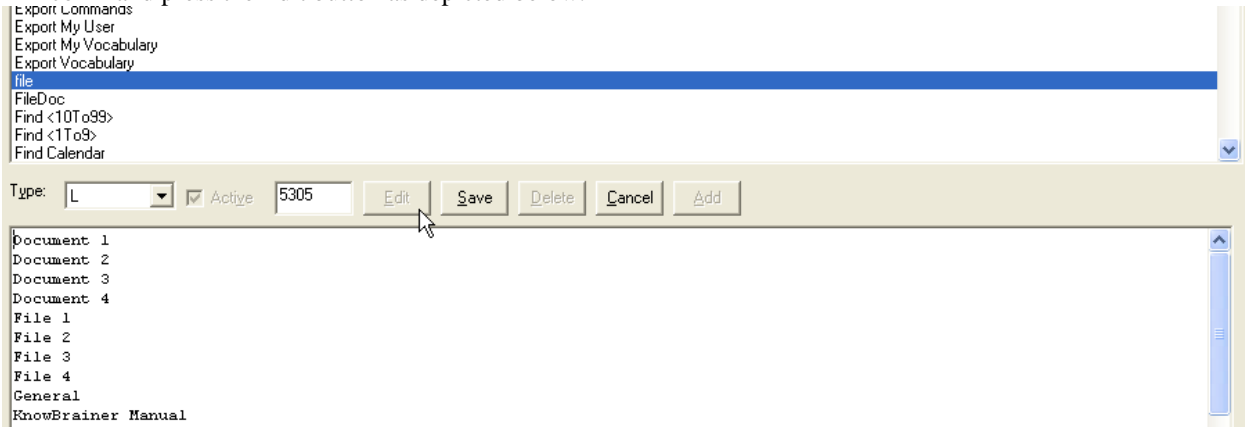 Export Commands
Export My User
Export My Vocabulary
Export Vocabulary
file
FileDoc
Find <10To99>
Find <1To9>
Find Calendar
Type: L Active 5305 Edit Save Delete Cancel Add
Document 1
Document 2
Document 3
Document 4
File 1
File 2
File 3
File 4
General
KnowBrainer Manual